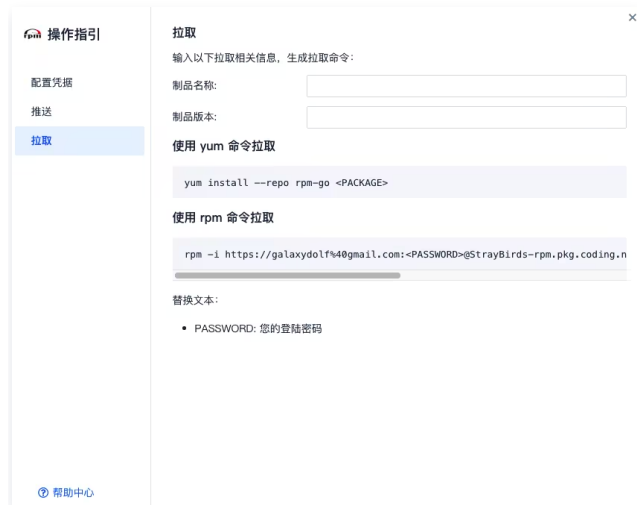 rpm 操作指引
配置凭据
推送
拉取
帮助中心
拉取
输入以下拉取相关信息，生成拉取命令：
制品名称:
制品版本:
使用 yum 命令拉取
yum install --repo rpm-go <PACKAGE>
使用 rpm 命令拉取
rpm -i https://galaxydolf%40gmail.com:<PASSWORD>@StrayBirds-rpm.pkg.coding.n
替换文本：
PASSWORD: 您的登陆密码